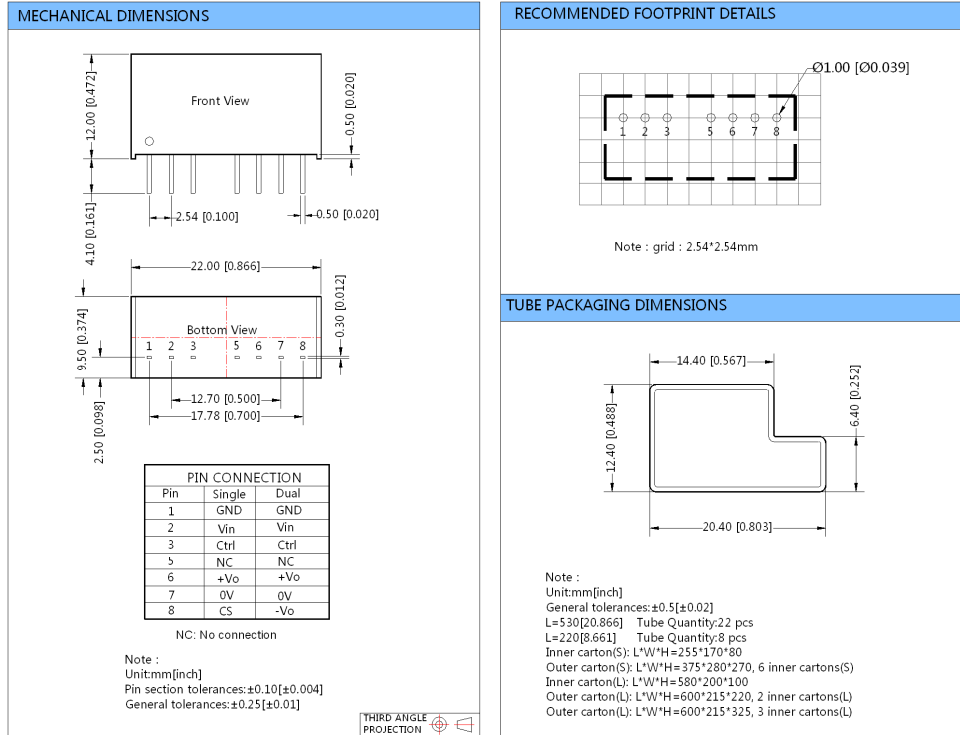 MECHANICAL DIMENSIONS
12.00 [0.472]
Front View
0.50 [0.020]
4.10 [0.161]
2.54 [0.100]
0.50 [0.020]
22.00 [0.866]
9.50 [0.374]
Bottom View
0.30 [0.012]
1 2 3 5 6 7 8
2.50 [0.098]
12.70 [0.500]
17.78 [0.700]
PIN CONNECTION
Pin Single Dual
1 GND GND
2 Vin Vin
3 Ctrl Ctrl
5 NC NC
6 +Vo +Vo
7 0V 0V
8 CS -Vo
NC: No connection
Note :
Unit:mm[inch]
Pin section tolerances:±0.10[±0.004]
General tolerances:±0.25[±0.01]
THIRD ANGLE
PROJECTION
RECOMMENDED FOOTPRINT DETAILS
Ø1.00 [Ø0.039]
1 2 3 5 6 7 8
Note : grid : 2.54*2.54mm
TUBE PACKAGING DIMENSIONS
14.40 [0.567]
12.40 [0.488]
6.40 [0.252]
20.40 [0.803]
Note :
Unit:mm[inch]
General tolerances:±0.5[±0.02]
L=530[20.866] Tube Quantity:22 pcs
L=220[8.661] Tube Quantity:8 pcs
Inner carton(S): L*W*H=255*170*80
Outer carton(S): L*W*H=375*280*270, 6 inner cartons(S)
Inner carton(L): L*W*H=580*200*100
Outer carton(L): L*W*H=600*215*220, 2 inner cartons(L)
Outer carton(L): L*W*H=600*215*325, 3 inner cartons(L)